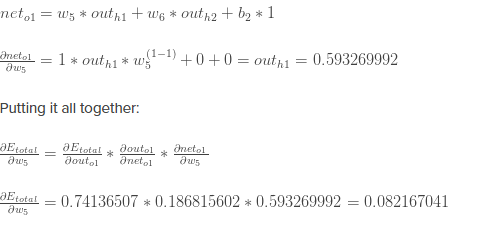 net_{o1} = w_5 * out_{h1} + w_6 * out_{h2} + b_2 * 1
\frac{\partial net_{o1}}{\partial w_5} = 1 * out_{h1} * w_5^{(1-1)} + 0 + 0 = out_{h1} = 0.593269992
Putting it all together:
\frac{\partial E_{total}}{\partial w_5} = \frac{\partial E_{total}}{\partial out_{o1}} * \frac{\partial out_{o1}}{\partial net_{o1}} * \frac{\partial net_{o1}}{\partial w_5}
\frac{\partial E_{total}}{\partial w_5} = 0.74136507 * 0.186815602 * 0.593269992 = 0.082167041